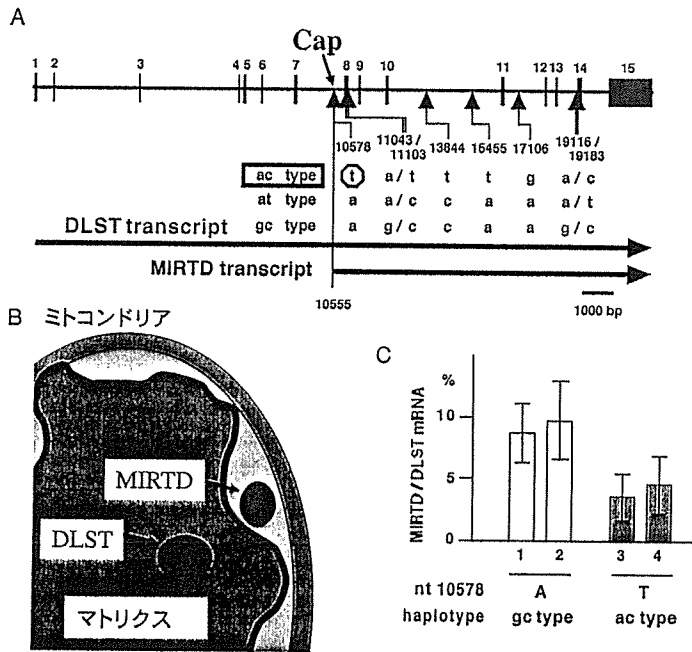 A
Cap
1 2 3 4 5 6 7 8 9 10 11 12 13 14 15
10578 11043 / 11103 13844 15455 17106 19116 / 19183
ac type t a / t t t g a / c
at type a a / c c a a a / t
gc type a g / c c a a g / c
DLST transcript
MIRTD transcript
10555
1000 bp
B ミトコンドリア
MIRTD
DLST
マトリクス
C
%
10
5
0
MIRTD/DLST mRNA
1 2 3 4
nt 10578 A T
haplotype gc type ac type